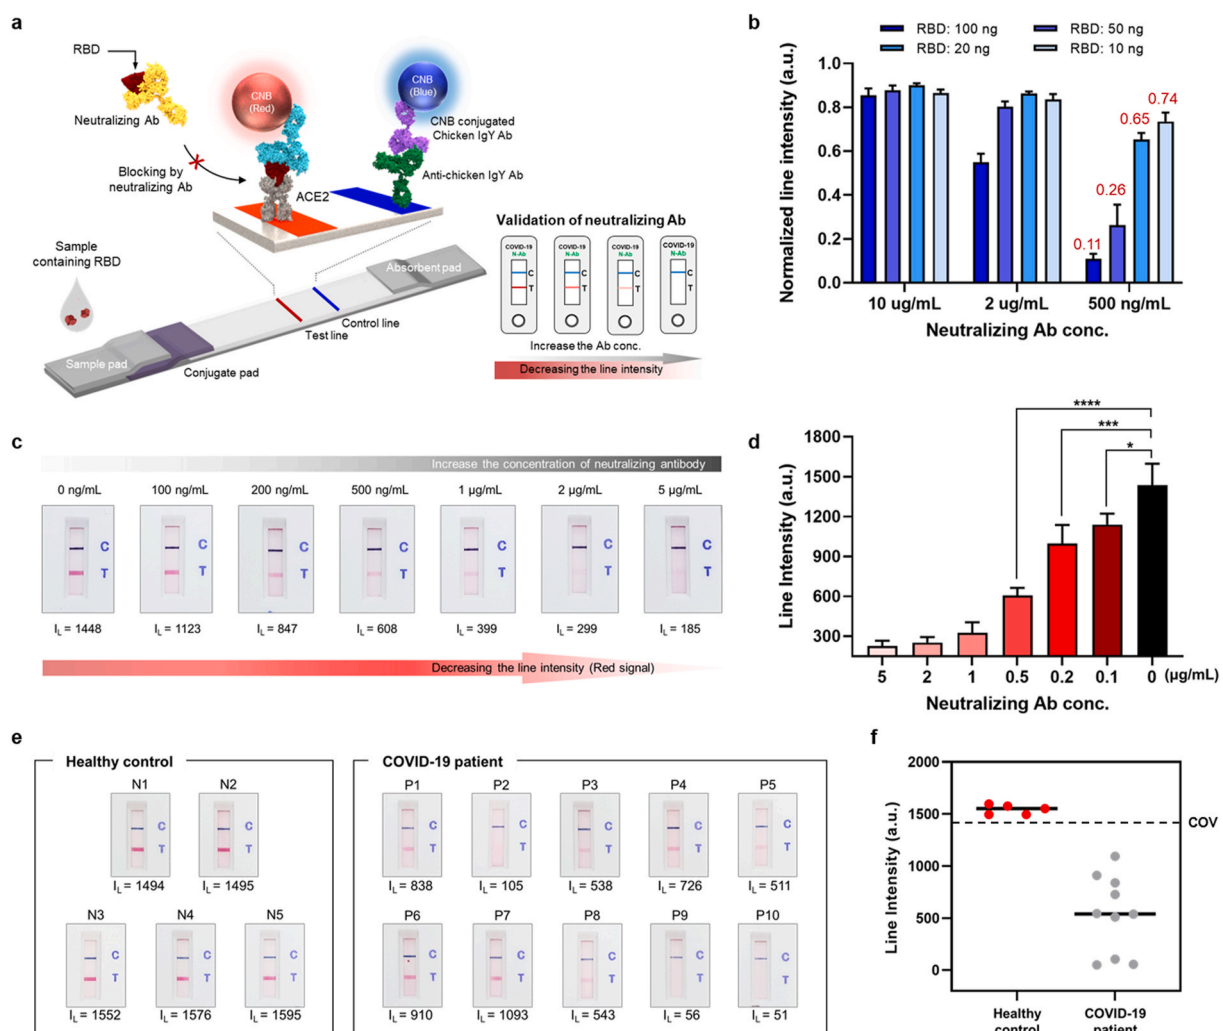 a
RBD
Neutralizing Ab
Blocking by
neutralizing Ab
CNB
(Red)
CNB
(Blue)
CNB conjugated
Chicken IgY Ab
Anti-chicken IgY Ab
ACE2
Sample
containing RBD
Absorbent pad
Control line
Test line
Sample pad
Conjugate pad
Validation of neutralizing Ab
COVID-19
N-Ab
C
T
COVID-19
N-Ab
C
T
COVID-19
N-Ab
C
T
COVID-19
N-Ab
C
T
Increase the Ab conc.
Decreasing the line intensity
b
RBD: 100 ng
RBD: 50 ng
RBD: 20 ng
RBD: 10 ng
Normalized line intensity (a.u.)
1.0
0.8
0.6
0.4
0.2
0.0
0.11
0.26
0.65
0.74
10 ug/mL
2 ug/mL
500 ng/mL
Neutralizing Ab conc.
c
Increase the concentration of neutralizing antibody
0 ng/mL 100 ng/mL 200 ng/mL 500 ng/mL 1 µg/mL 2 µg/mL 5 µg/mL
C C C C C C C
T T T T T T T
IL = 1448 IL = 1123 IL = 847 IL = 608 IL = 399 IL = 299 IL = 185
Decreasing the line intensity (Red signal)
d
Line Intensity (a.u.)
1800
1500
1200
900
600
300
****
***
*
5 2 1 0.5 0.2 0.1 0 (µg/mL)
Neutralizing Ab conc.
e
Healthy control
N1 N2
C C
T T
IL = 1494 IL = 1495
N3 N4 N5
C C C
T T T
IL = 1552 IL = 1576 IL = 1595
COVID-19 patient
P1 P2 P3 P4 P5
C C C C C
T T T T T
IL = 838 IL = 105 IL = 538 IL = 726 IL = 511
P6 P7 P8 P9 P10
C C C C C
T T T T T
IL = 910 IL = 1093 IL = 543 IL = 56 IL = 51
f
Line Intensity (a.u.)
2000
1500
1000
500
0
COV
Healthy
control
COVID-19
patient